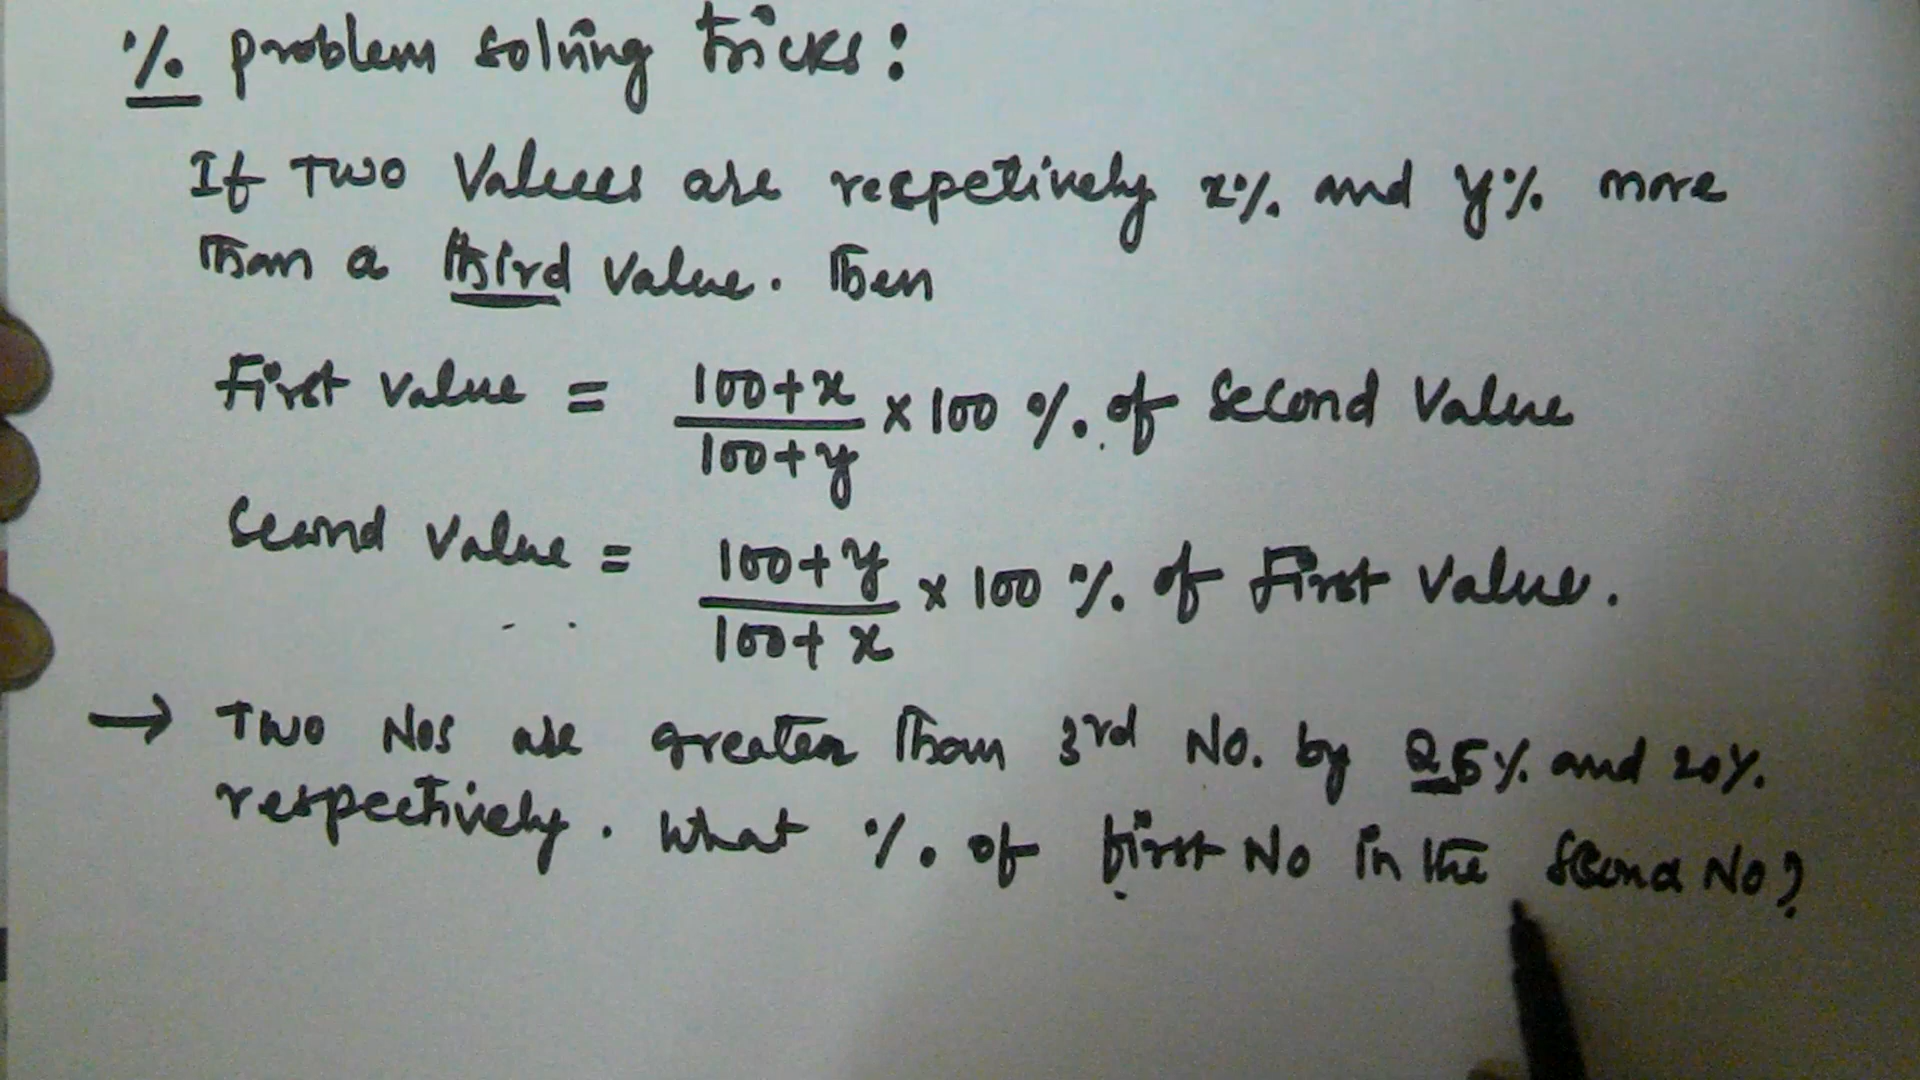 % problem solving tricks:
If Two Values are respetively x% and y% more
than a third value. Then
First value = 100+x / 100+y × 100 % of Second Value
Second Value = 100+y / 100+x × 100 % of First Value.
→ Two Nos are greater than 3rd No. by 25% and 20%
respectively. What % of first No in the Second No?